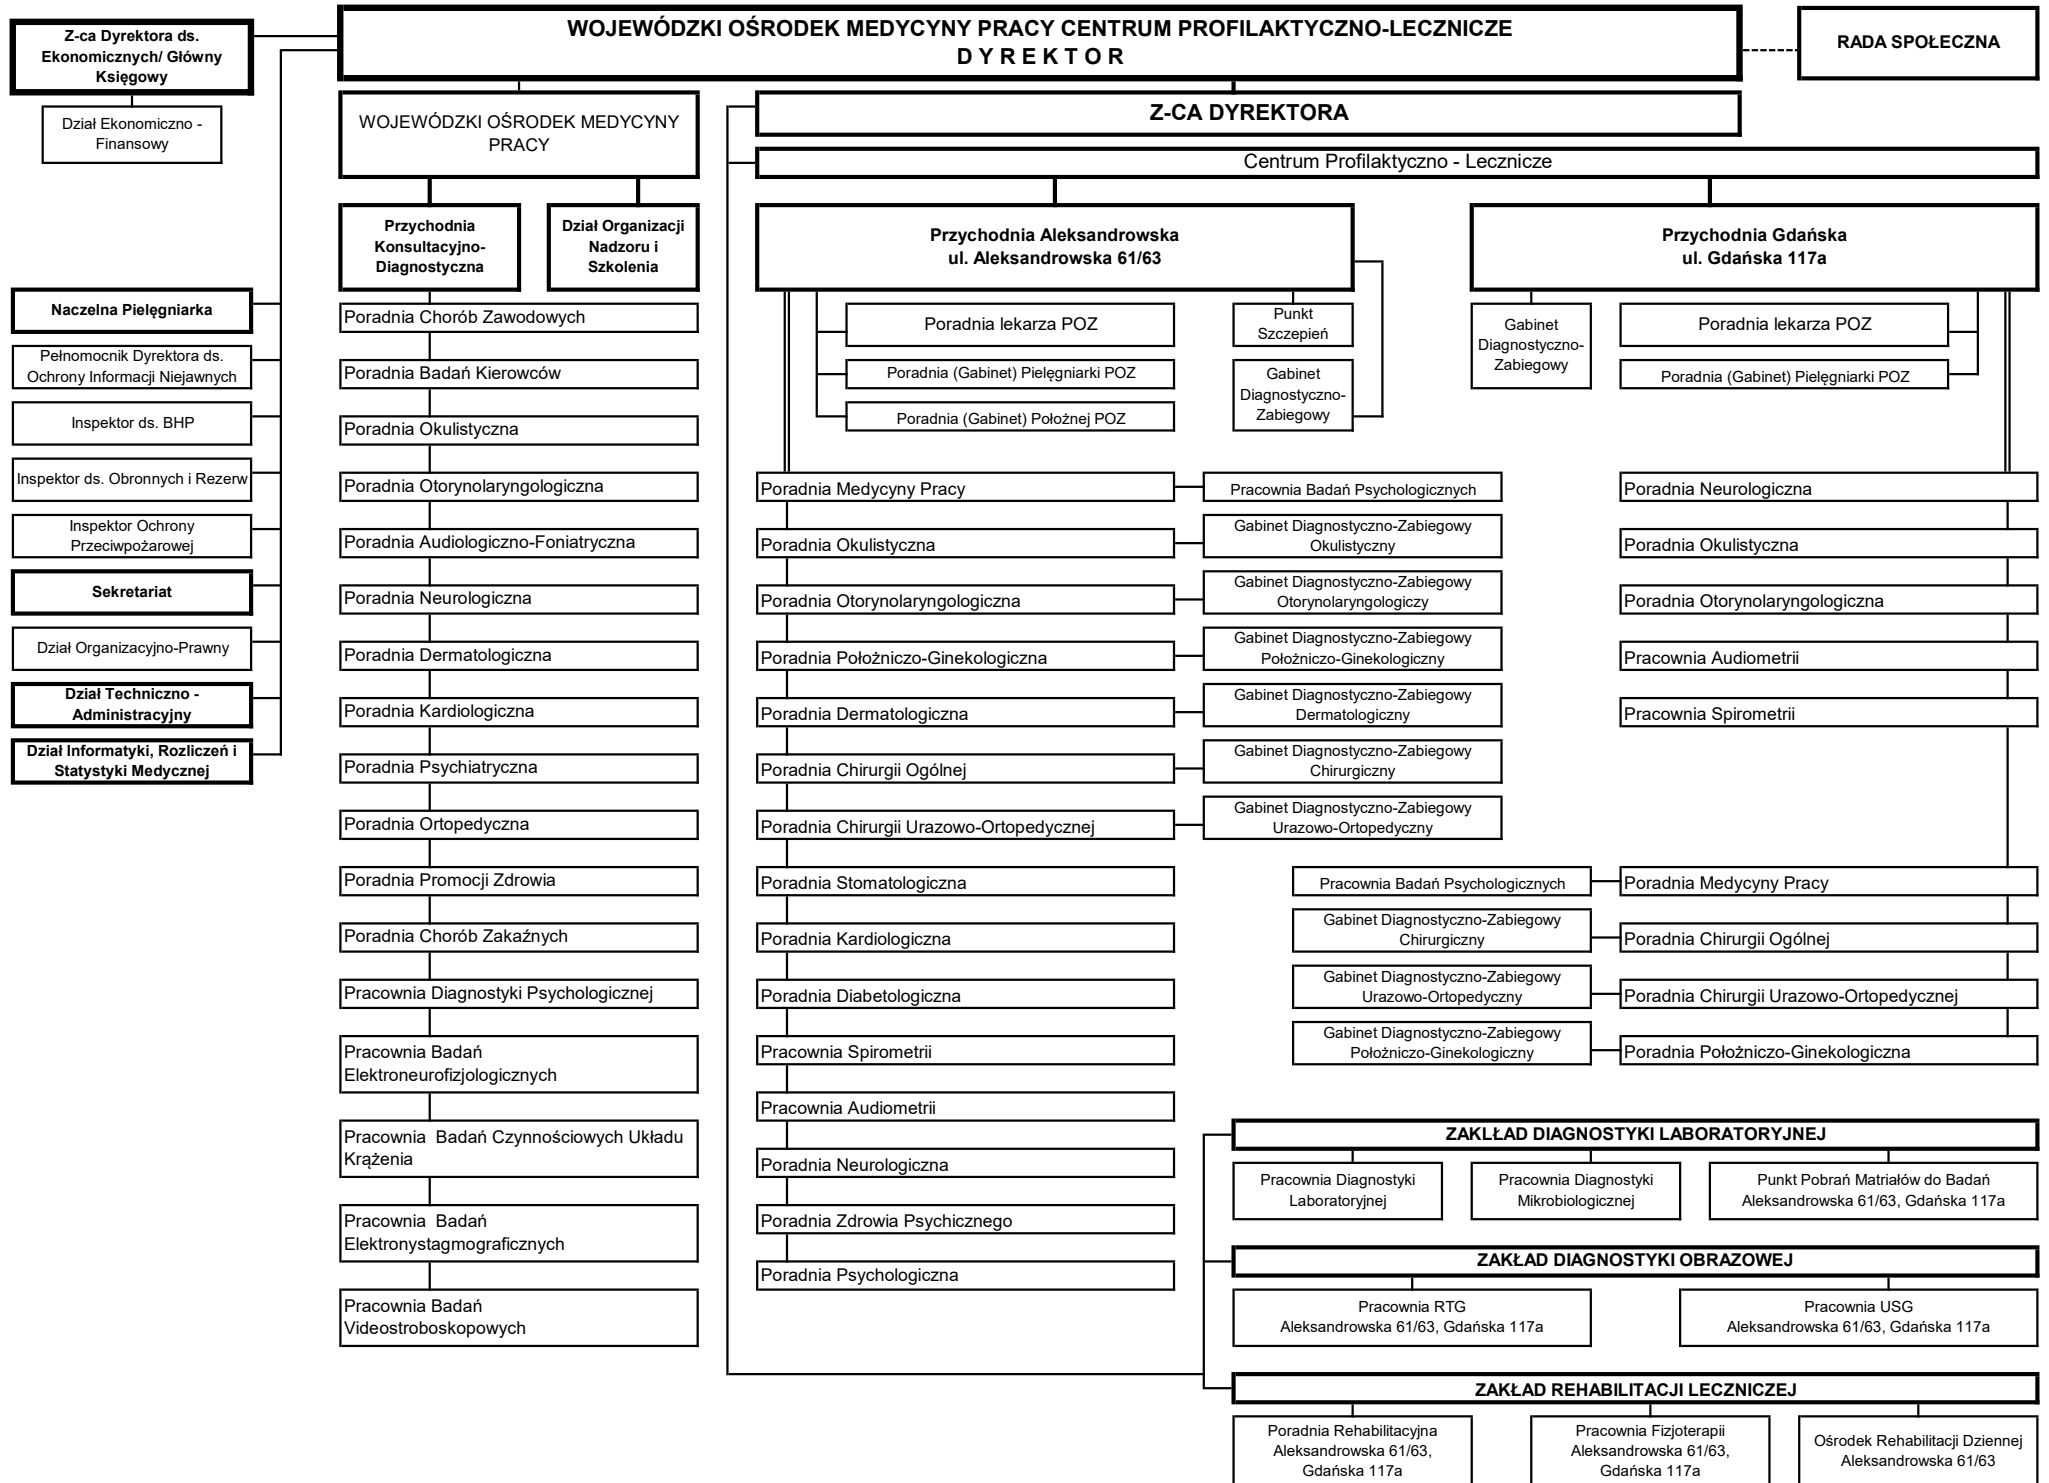 Z-ca Dyrektora ds.
Ekonomicznych/ Główny
Księgowy
WOJEWÓDZKI OŚRODEK MEDYCYNY PRACY CENTRUM PROFILAKTYCZNO-LECZNICZE
D Y R E K T O R
RADA SPOŁECZNA
Dział Ekonomiczno -
Finansowy
WOJEWÓDZKI OŚRODEK MEDYCYNY
PRACY
Z-CA DYREKTORA
Centrum Profilaktyczno - Lecznicze
Przychodnia
Konsultacyjno-
Diagnostyczna
Dział Organizacji
Nadzoru i
Szkolenia
Przychodnia Aleksandrowska
ul. Aleksandrowska 61/63
Przychodnia Gdańska
ul. Gdańska 117a
Naczelna Pielęgniarka
Pełnomocnik Dyrektora ds.
Ochrony Informacji Niejawnych
Inspektor ds. BHP
Inspektor ds. Obronnych i Rezerw
Inspektor Ochrony
Przeciwpożarowej
Sekretariat
Dział Organizacyjno-Prawny
Dział Techniczno -
Administracyjny
Dział Informatyki, Rozliczeń i
Statystyki Medycznej
Poradnia Chorób Zawodowych
Poradnia Badań Kierowców
Poradnia Okulistyczna
Poradnia Otorynolaryngologiczna
Poradnia Audiologiczno-Foniatryczna
Poradnia Neurologiczna
Poradnia Dermatologiczna
Poradnia Kardiologiczna
Poradnia Psychiatryczna
Poradnia Ortopedyczna
Poradnia Promocji Zdrowia
Poradnia Chorób Zakaźnych
Pracownia Diagnostyki Psychologicznej
Pracownia Badań
Elektroneurofizjologicznych
Pracownia  Badań Czynnościowych Układu
Krążenia
Pracownia  Badań
Elektronystagmograficznych
Pracownia Badań
Videostroboskopowych
Poradnia lekarza POZ
Poradnia (Gabinet) Pielęgniarki POZ
Poradnia (Gabinet) Położnej POZ
Punkt
Szczepień
Gabinet
Diagnostyczno-
Zabiegowy
Gabinet
Diagnostyczno-
Zabiegowy
Poradnia lekarza POZ
Poradnia (Gabinet) Pielęgniarki POZ
Poradnia Medycyny Pracy
Pracownia Badań Psychologicznych
Poradnia Okulistyczna
Gabinet Diagnostyczno-Zabiegowy
Okulistyczny
Poradnia Otorynolaryngologiczna
Gabinet Diagnostyczno-Zabiegowy
Otorynolaryngologiczy
Poradnia Położniczo-Ginekologiczna
Gabinet Diagnostyczno-Zabiegowy
Położniczo-Ginekologiczny
Poradnia Dermatologiczna
Gabinet Diagnostyczno-Zabiegowy
Dermatologiczny
Poradnia Chirurgii Ogólnej
Gabinet Diagnostyczno-Zabiegowy
Chirurgiczny
Poradnia Chirurgii Urazowo-Ortopedycznej
Gabinet Diagnostyczno-Zabiegowy
Urazowo-Ortopedyczny
Poradnia Stomatologiczna
Poradnia Kardiologiczna
Poradnia Diabetologiczna
Pracownia Spirometrii
Pracownia Audiometrii
Poradnia Neurologiczna
Poradnia Zdrowia Psychicznego
Poradnia Psychologiczna
Poradnia Neurologiczna
Poradnia Okulistyczna
Poradnia Otorynolaryngologiczna
Pracownia Audiometrii
Pracownia Spirometrii
Pracownia Badań Psychologicznych
Poradnia Medycyny Pracy
Gabinet Diagnostyczno-Zabiegowy
Chirurgiczny
Poradnia Chirurgii Ogólnej
Gabinet Diagnostyczno-Zabiegowy
Urazowo-Ortopedyczny
Poradnia Chirurgii Urazowo-Ortopedycznej
Gabinet Diagnostyczno-Zabiegowy
Położniczo-Ginekologiczny
Poradnia Położniczo-Ginekologiczna
ZAKLŁAD DIAGNOSTYKI LABORATORYJNEJ
Pracownia Diagnostyki
Laboratoryjnej
Pracownia Diagnostyki
Mikrobiologicznej
Punkt Pobrań Matriałów do Badań
Aleksandrowska 61/63, Gdańska 117a
ZAKŁAD DIAGNOSTYKI OBRAZOWEJ
Pracownia RTG
Aleksandrowska 61/63, Gdańska 117a
Pracownia USG
Aleksandrowska 61/63, Gdańska 117a
ZAKŁAD REHABILITACJI LECZNICZEJ
Poradnia Rehabilitacyjna
Aleksandrowska 61/63,
Gdańska 117a
Pracownia Fizjoterapii
Aleksandrowska 61/63,
Gdańska 117a
Ośrodek Rehabilitacji Dziennej
Aleksandrowska 61/63